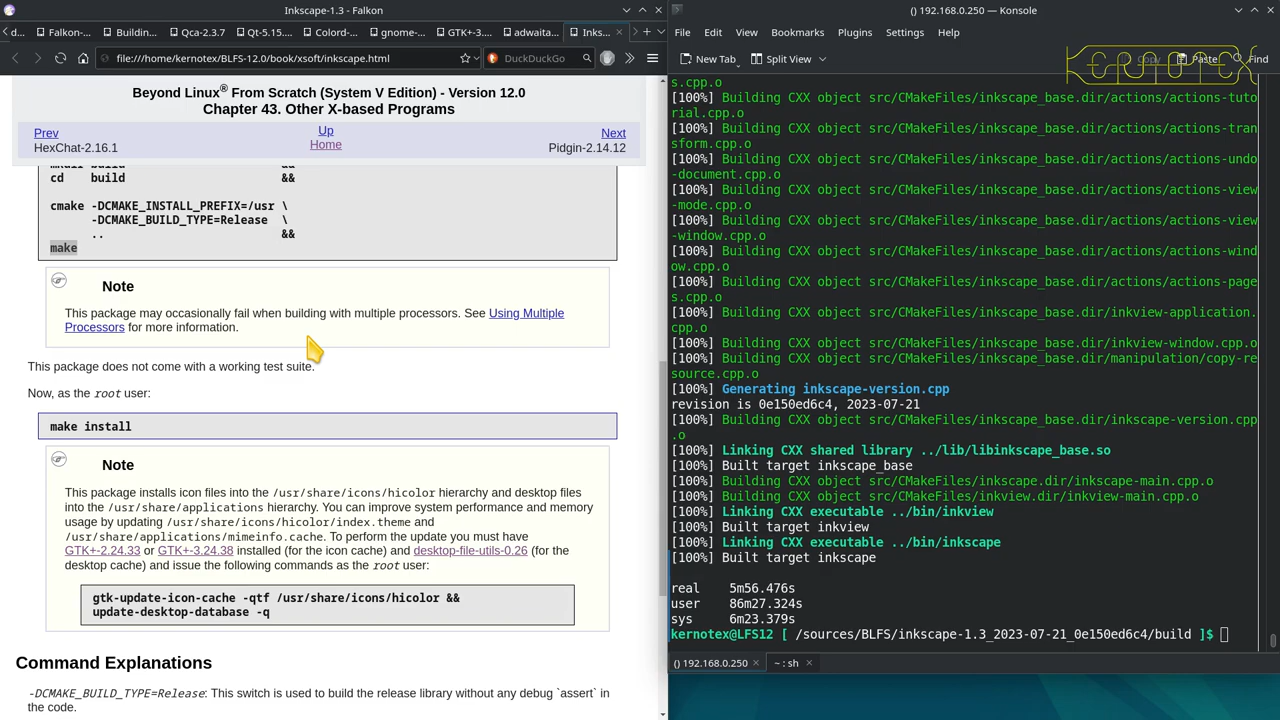 Inkscape-1.3 - Falkon
d...
Falkon-...
Buildin...
Qca-2.3.7
Qt-5.15....
Colord-...
gnome-...
GTK+-3....
adwaita...
Inks...
file:///home/kernotex/BLFS-12.0/book/xsoft/inkscape.html
DuckDuckGo
Beyond Linux® From Scratch (System V Edition) - Version 12.0
Chapter 43. Other X-based Programs
Prev
Up
Next
HexChat-2.16.1
Home
Pidgin-2.14.12
mkdir build &&
cd build &&
cmake -DCMAKE_INSTALL_PREFIX=/usr \
-DCMAKE_BUILD_TYPE=Release \
.. &&
make
Note
This package may occasionally fail when building with multiple processors. See Using Multiple
Processors for more information.
This package does not come with a working test suite.
Now, as the root user:
make install
Note
This package installs icon files into the /usr/share/icons/hicolor hierarchy and desktop files
into the /usr/share/applications hierarchy. You can improve system performance and memory
usage by updating /usr/share/icons/hicolor/index.theme and
/usr/share/applications/mimeinfo.cache. To perform the update you must have
GTK+-2.24.33 or GTK+-3.24.38 installed (for the icon cache) and desktop-file-utils-0.26 (for the
desktop cache) and issue the following commands as the root user:
gtk-update-icon-cache -qtf /usr/share/icons/hicolor &&
update-desktop-database -q
Command Explanations
-DCMAKE_BUILD_TYPE=Release: This switch is used to build the release library without any debug `assert` in
the code.
() 192.168.0.250 — Konsole
File Edit View Bookmarks Plugins Settings Help
New Tab
Split View
Copy
Paste
Find
KERNOTEX
s.cpp.o
[100%] Building CXX object src/CMakeFiles/inkscape_base.dir/actions/actions-tuto
rial.cpp.o
[100%] Building CXX object src/CMakeFiles/inkscape_base.dir/actions/actions-tran
sform.cpp.o
[100%] Building CXX object src/CMakeFiles/inkscape_base.dir/actions/actions-undo
-document.cpp.o
[100%] Building CXX object src/CMakeFiles/inkscape_base.dir/actions/actions-view
-mode.cpp.o
[100%] Building CXX object src/CMakeFiles/inkscape_base.dir/actions/actions-view
-window.cpp.o
[100%] Building CXX object src/CMakeFiles/inkscape_base.dir/actions/actions-wind
ow.cpp.o
[100%] Building CXX object src/CMakeFiles/inkscape_base.dir/actions/actions-page
s.cpp.o
[100%] Building CXX object src/CMakeFiles/inkscape_base.dir/inkview-application.
cpp.o
[100%] Building CXX object src/CMakeFiles/inkscape_base.dir/inkview-window.cpp.o
[100%] Building CXX object src/CMakeFiles/inkscape_base.dir/manipulation/copy-re
source.cpp.o
[100%] Generating inkscape-version.cpp
revision is 0e150ed6c4, 2023-07-21
[100%] Building CXX object src/CMakeFiles/inkscape_base.dir/inkscape-version.cpp
.o
[100%] Linking CXX shared library ../lib/libinkscape_base.so
[100%] Built target inkscape_base
[100%] Building CXX object src/CMakeFiles/inkscape.dir/inkscape-main.cpp.o
[100%] Building CXX object src/CMakeFiles/inkview.dir/inkview-main.cpp.o
[100%] Linking CXX executable ../bin/inkview
[100%] Built target inkview
[100%] Linking CXX executable ../bin/inkscape
[100%] Built target inkscape
real 5m56.476s
user 86m27.324s
sys 6m23.379s
kernotex@LFS12 [ /sources/BLFS/inkscape-1.3_2023-07-21_0e150ed6c4/build ]$
() 192.168.0.250
~ : sh